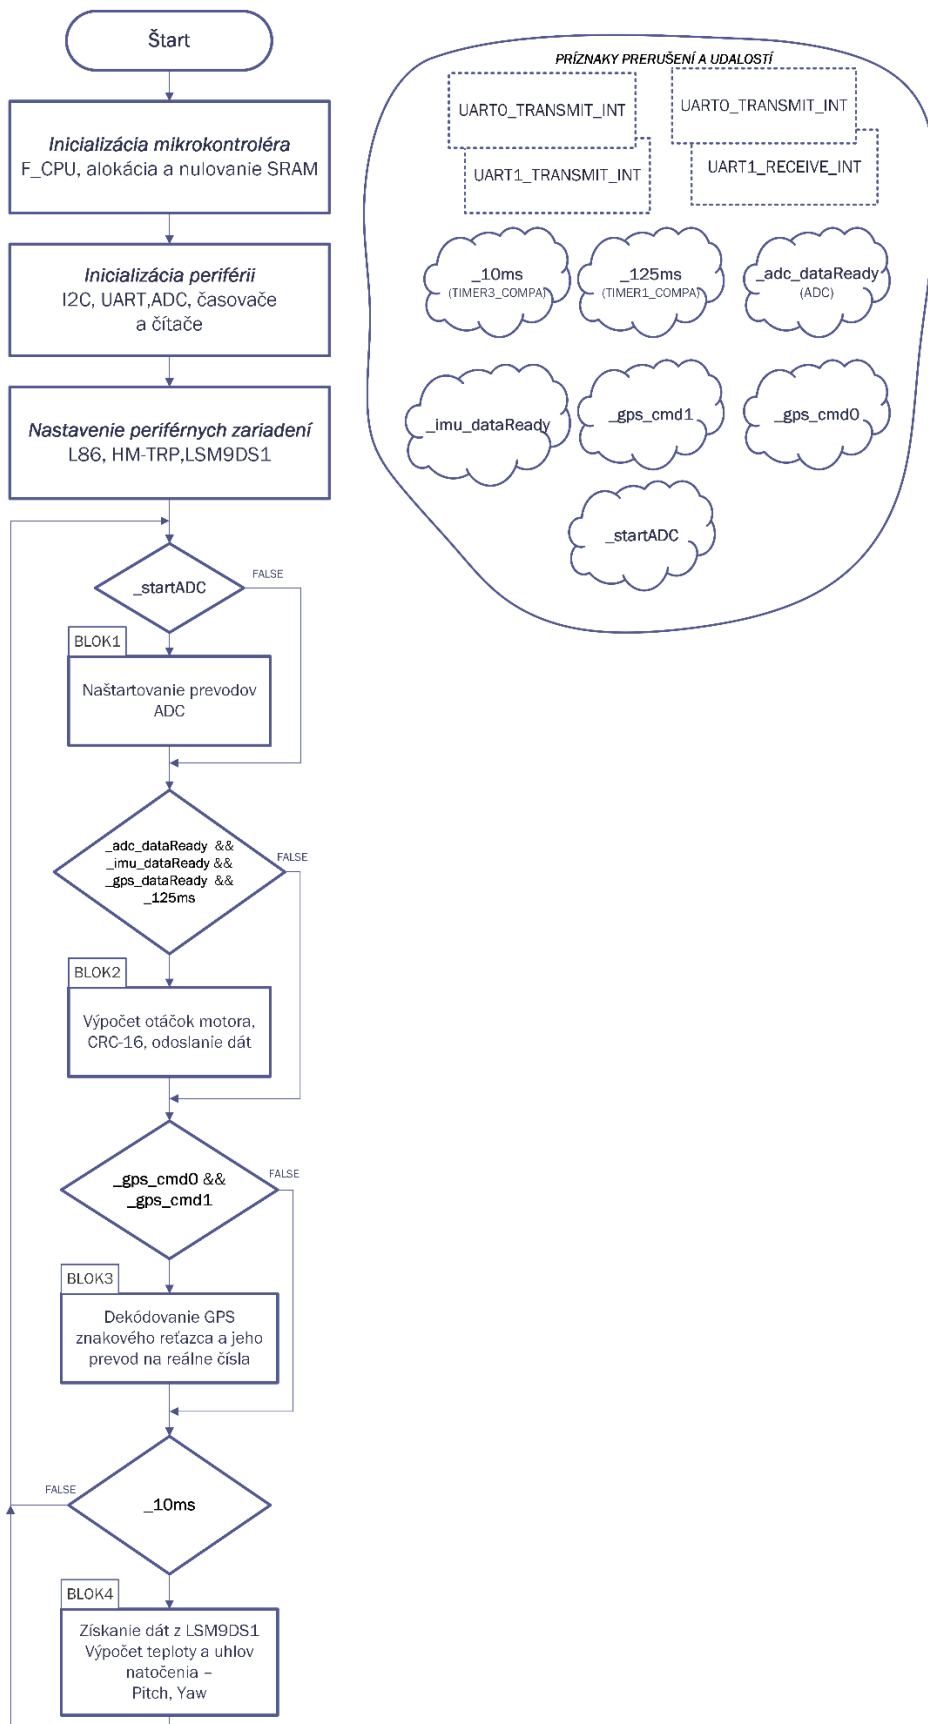 Štart
Inicializácia mikrokontroléra
F_CPU, alokácia a nulovanie SRAM
Inicializácia periférii
I2C, UART,ADC, časovače
a čítače
Nastavenie periférnych zariadení
L86, HM-TRP,LSM9DS1
_startADC
FALSE
BLOK1
Naštartovanie prevodov
ADC
_adc_dataReady &&
_imu_dataReady &&
_gps_dataReady &&
_125ms
FALSE
BLOK2
Výpočet otáčok motora,
CRC-16, odoslanie dát
_gps_cmd0 &&
_gps_cmd1
FALSE
BLOK3
Dekódovanie GPS
znakového reťazca a jeho
prevod na reálne čísla
FALSE
_10ms
BLOK4
Získanie dát z LSM9DS1
Výpočet teploty a uhlov
natočenia –
Pitch, Yaw
PRÍZNAKY PRERUŠENÍ A UDALOSTÍ
UART0_TRANSMIT_INT
UART1_TRANSMIT_INT
UART0_TRANSMIT_INT
UART1_RECEIVE_INT
_10ms
(TIMER3_COMPA)
_125ms
(TIMER1_COMPA)
_adc_dataReady
(ADC)
_imu_dataReady
_gps_cmd1
_gps_cmd0
_startADC